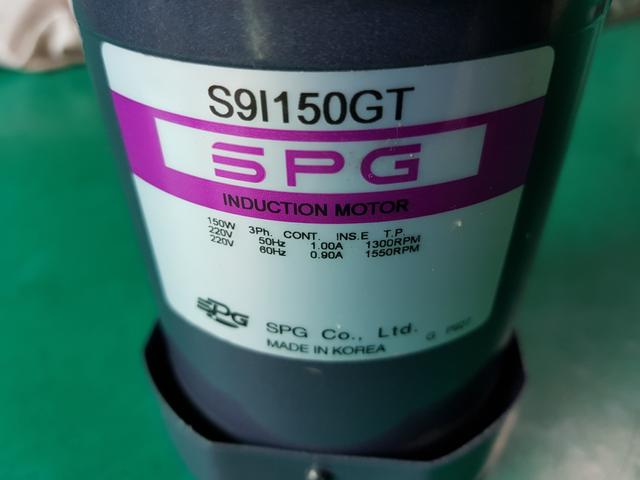 S9I150GT
SPG
INDUCTION MOTOR
150W 3Ph. CONT. INS.E T.P.
220V 50Hz 1.00A 1300RPM
220V 60Hz 0.90A 1550RPM
SPG SPG Co., Ltd. G
MADE IN KOREA